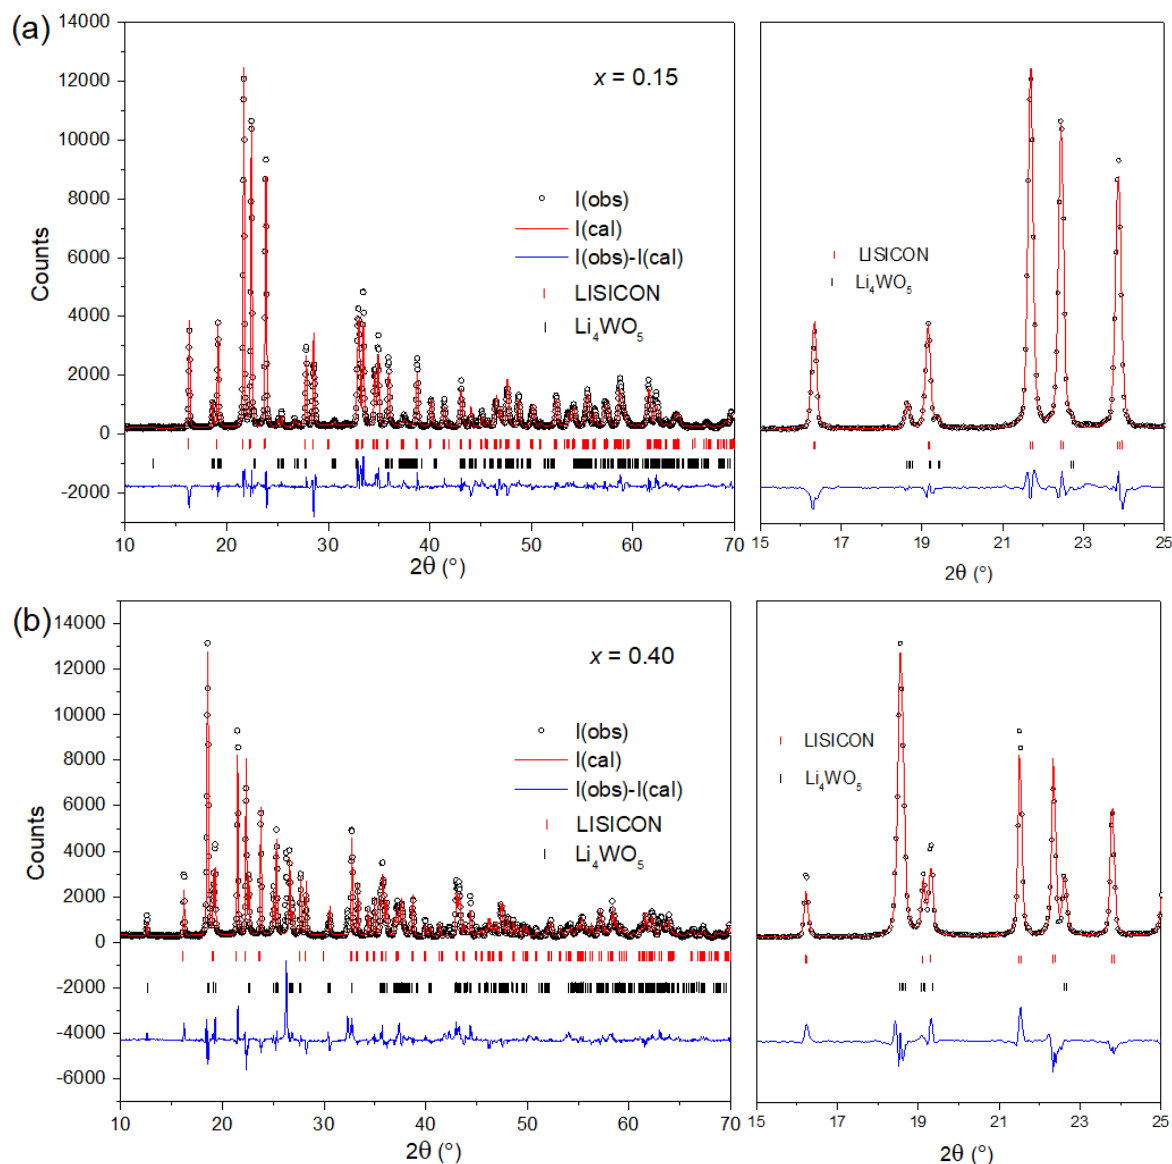 (a)
x = 0.15
Counts
14000
12000
10000
8000
6000
4000
2000
0
-2000
I(obs)
I(cal)
I(obs)-I(cal)
LISICON
Li₄WO₅
10 20 30 40 50 60 70
2θ (°)
LISICON
Li₄WO₅
15 17 19 21 23 25
2θ (°)
(b)
x = 0.40
Counts
14000
12000
10000
8000
6000
4000
2000
0
-2000
-4000
-6000
I(obs)
I(cal)
I(obs)-I(cal)
LISICON
Li₄WO₅
10 20 30 40 50 60 70
2θ (°)
LISICON
Li₄WO₅
15 17 19 21 23 25
2θ (°)